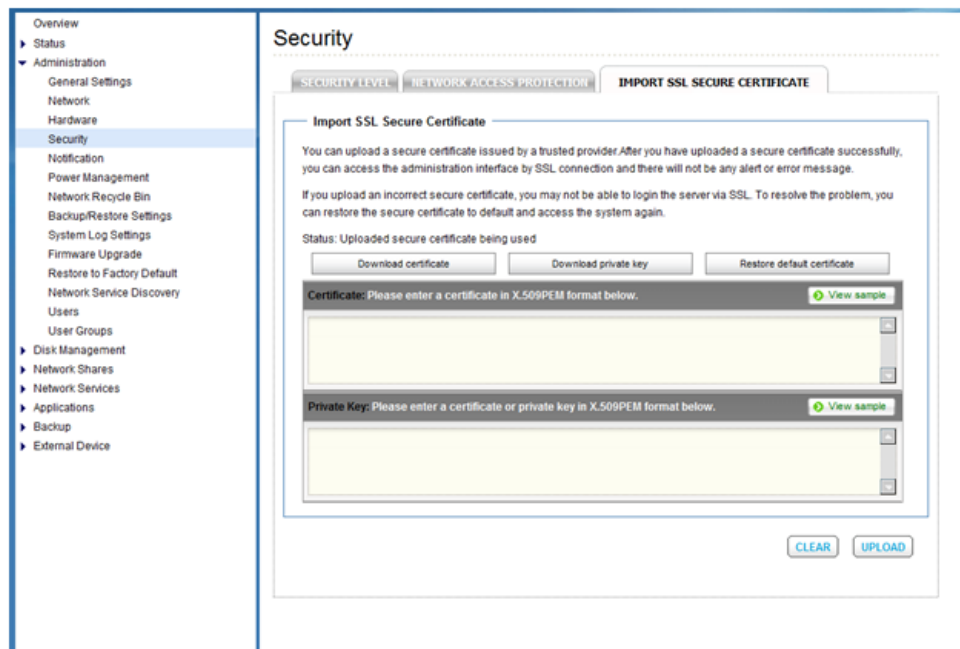 Overview
Status
Administration
General Settings
Network
Hardware
Security
Notification
Power Management
Network Recycle Bin
Backup/Restore Settings
System Log Settings
Firmware Upgrade
Restore to Factory Default
Network Service Discovery
Users
User Groups
Disk Management
Network Shares
Network Services
Applications
Backup
External Device
Security
SECURITY LEVEL NETWORK ACCESS PROTECTION IMPORT SSL SECURE CERTIFICATE
Import SSL Secure Certificate
You can upload a secure certificate issued by a trusted provider.After you have uploaded a secure certificate successfully,
you can access the administration interface by SSL connection and there will not be any alert or error message.
If you upload an incorrect secure certificate, you may not be able to login the server via SSL. To resolve the problem, you
can restore the secure certificate to default and access the system again.
Status: Uploaded secure certificate being used
Download certificate Download private key Restore default certificate
Certificate: Please enter a certificate in X.509PEM format below. View sample
Private Key: Please enter a certificate or private key in X.509PEM format below. View sample
CLEAR UPLOAD